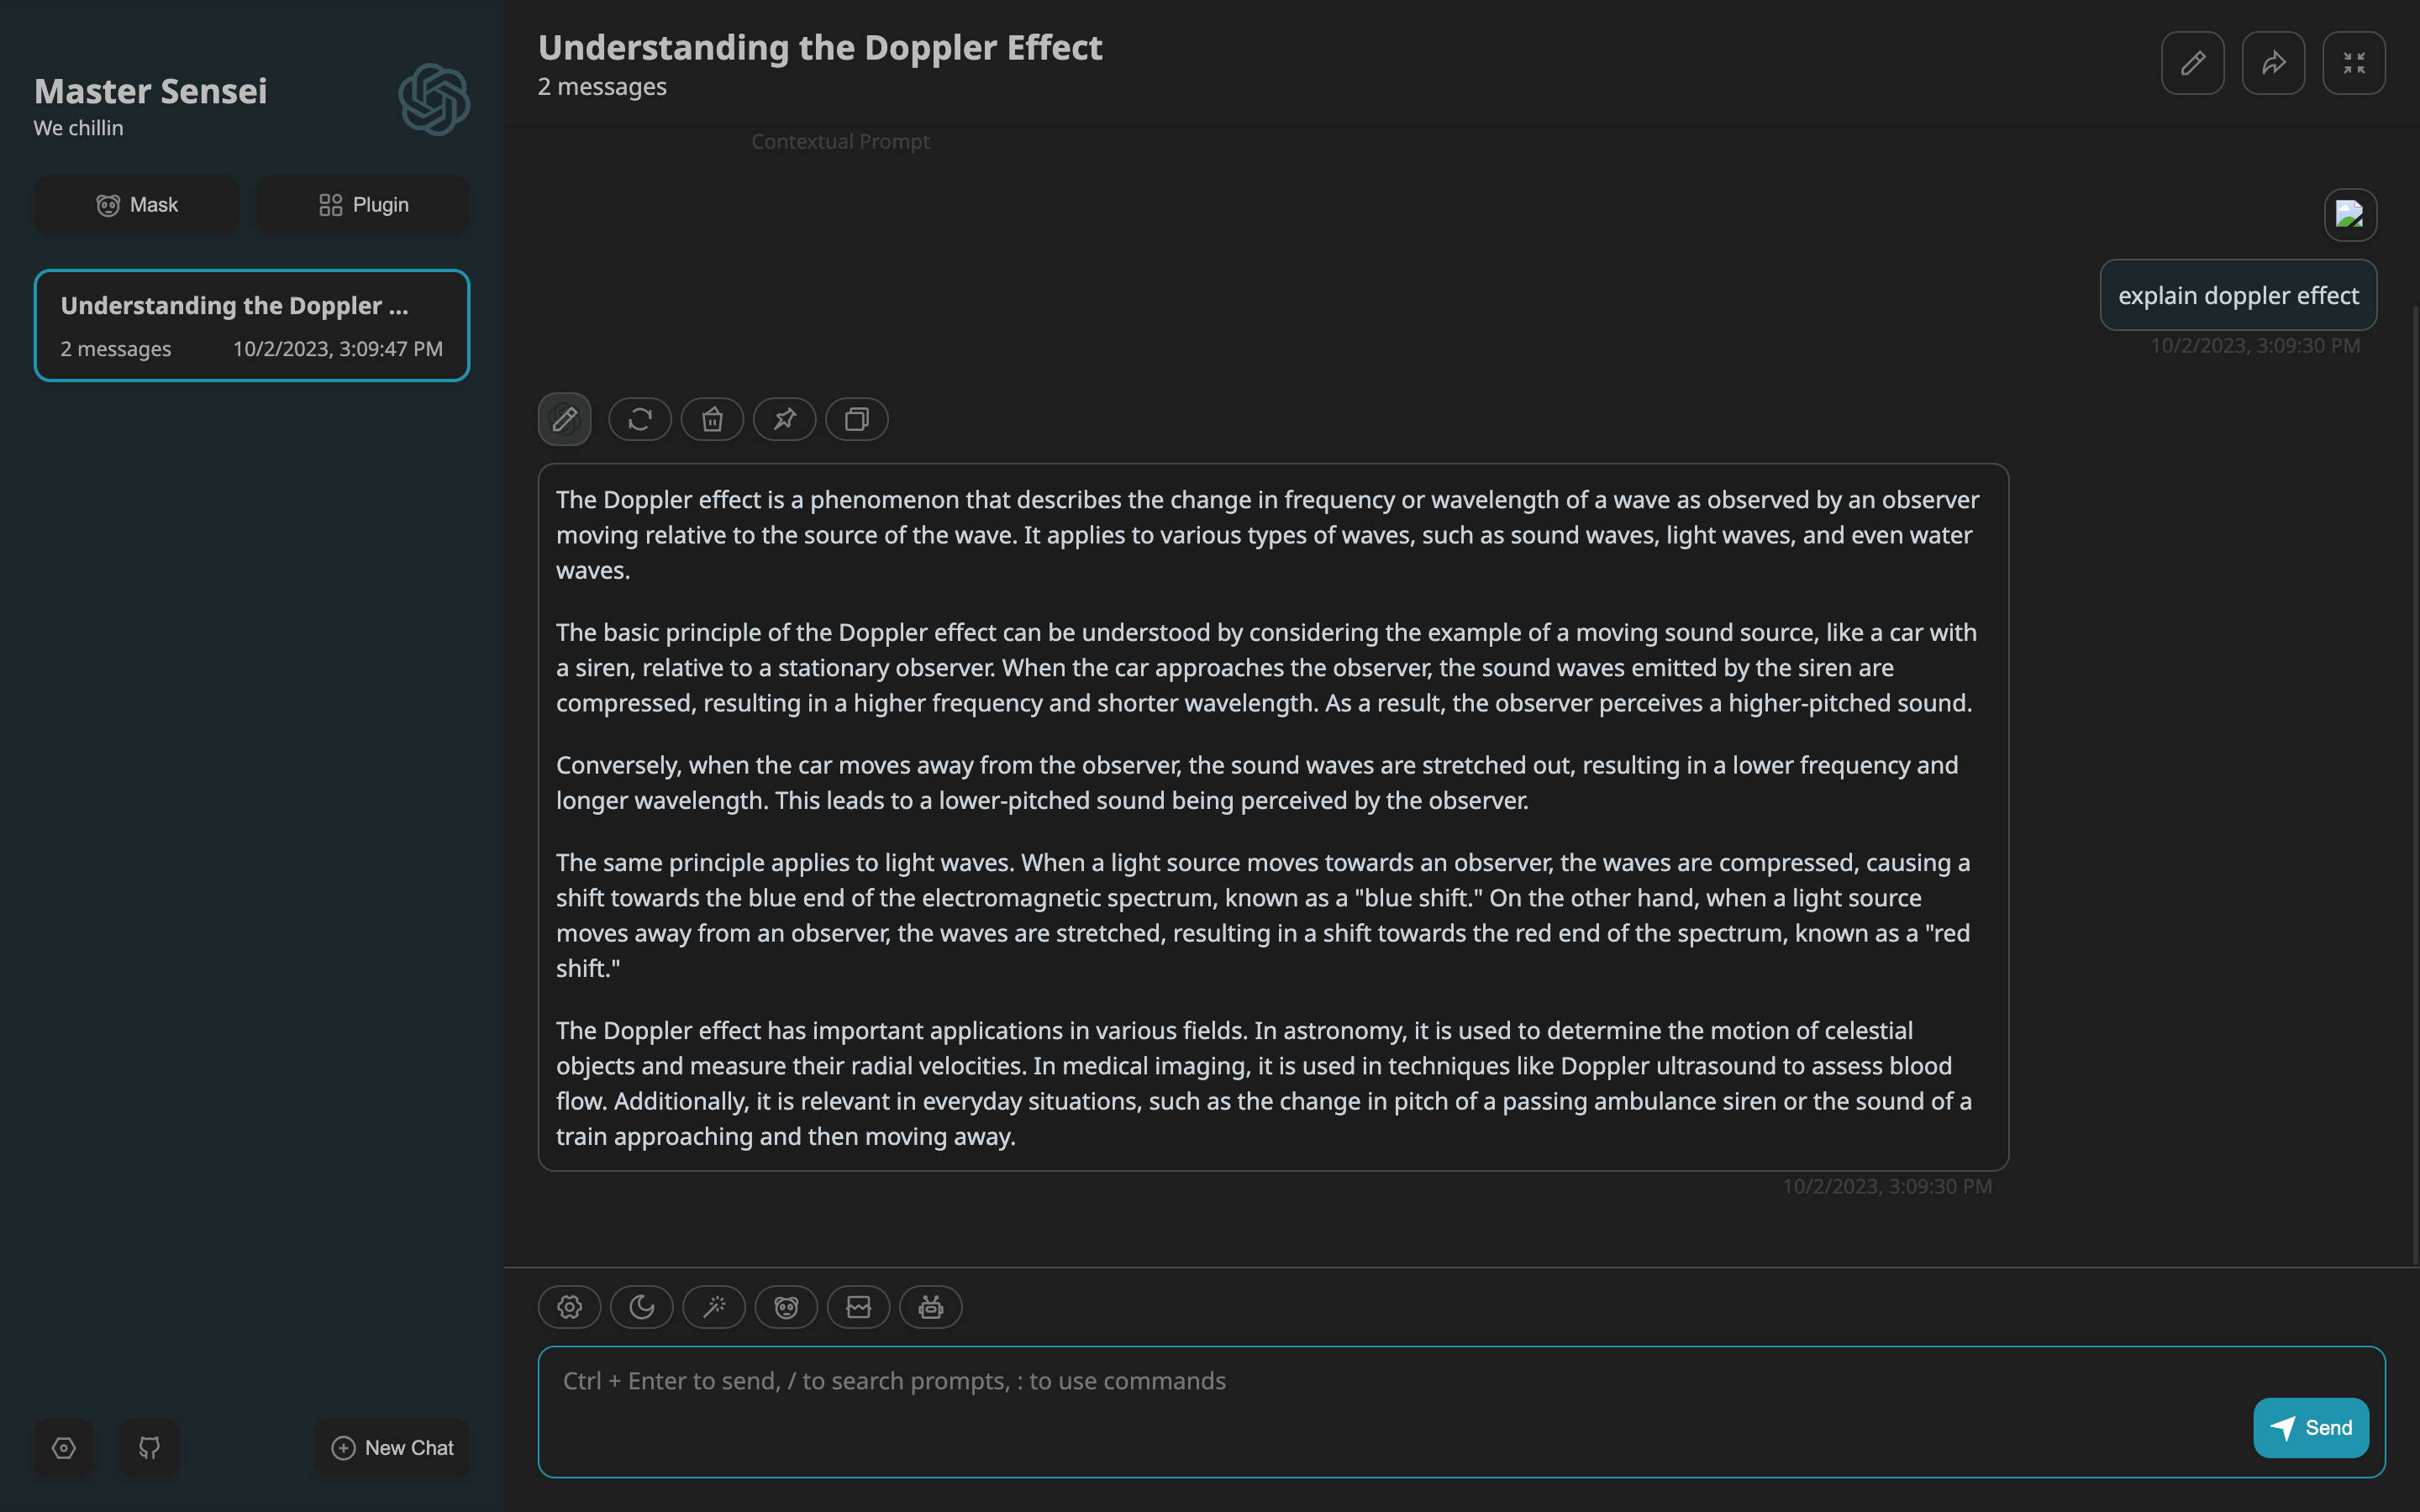 Master Sensei
We chillin
Mask
Plugin
Understanding the Doppler ...
2 messages
10/2/2023, 3:09:47 PM
New Chat
Understanding the Doppler Effect
2 messages
Contextual Prompt
explain doppler effect
10/2/2023, 3:09:30 PM
The Doppler effect is a phenomenon that describes the change in frequency or wavelength of a wave as observed by an observer
moving relative to the source of the wave. It applies to various types of waves, such as sound waves, light waves, and even water
waves.
The basic principle of the Doppler effect can be understood by considering the example of a moving sound source, like a car with
a siren, relative to a stationary observer. When the car approaches the observer, the sound waves emitted by the siren are
compressed, resulting in a higher frequency and shorter wavelength. As a result, the observer perceives a higher-pitched sound.
Conversely, when the car moves away from the observer, the sound waves are stretched out, resulting in a lower frequency and
longer wavelength. This leads to a lower-pitched sound being perceived by the observer.
The same principle applies to light waves. When a light source moves towards an observer, the waves are compressed, causing a
shift towards the blue end of the electromagnetic spectrum, known as a "blue shift." On the other hand, when a light source
moves away from an observer, the waves are stretched, resulting in a shift towards the red end of the spectrum, known as a "red
shift."
The Doppler effect has important applications in various fields. In astronomy, it is used to determine the motion of celestial
objects and measure their radial velocities. In medical imaging, it is used in techniques like Doppler ultrasound to assess blood
flow. Additionally, it is relevant in everyday situations, such as the change in pitch of a passing ambulance siren or the sound of a
train approaching and then moving away.
10/2/2023, 3:09:30 PM
Ctrl + Enter to send, / to search prompts, : to use commands
Send